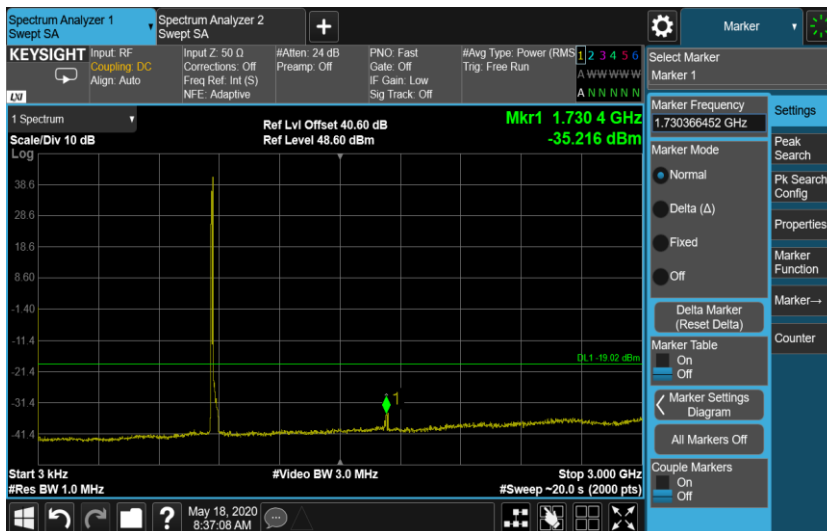 Spectrum Analyzer 1
Swept SA
Spectrum Analyzer 2
Swept SA
+
Marker
KEYSIGHT
LXI
Input: RF
Coupling: DC
Align: Auto
Input Z: 50 Ω
Corrections: Off
Freq Ref: Int (S)
NFE: Adaptive
#Atten: 24 dB
Preamp: Off
PNO: Fast
Gate: Off
IF Gain: Low
Sig Track: Off
#Avg Type: Power (RMS
Trig: Free Run
1 2 3 4 5 6
A W W W W W
A N N N N N
Select Marker
Marker 1
1 Spectrum
Scale/Div 10 dB
Log
Ref Lvl Offset 40.60 dB
Ref Level 48.60 dBm
Mkr1 1.730 4 GHz
-35.216 dBm
38.6
28.6
18.6
8.60
-1.40
-11.4
-21.4
-31.4
-41.4
DL1 -19.02 dBm
1
Start 3 kHz
#Res BW 1.0 MHz
#Video BW 3.0 MHz
Stop 3.000 GHz
#Sweep ~20.0 s (2000 pts)
Marker Frequency
1.730366452 GHz
Marker Mode
Normal
Delta (Δ)
Fixed
Off
Delta Marker
(Reset Delta)
Marker Table
On
Off
Marker Settings
Diagram
All Markers Off
Couple Markers
On
Off
Settings
Peak
Search
Pk Search
Config
Properties
Marker
Function
Marker→
Counter
?
May 18, 2020
8:37:08 AM